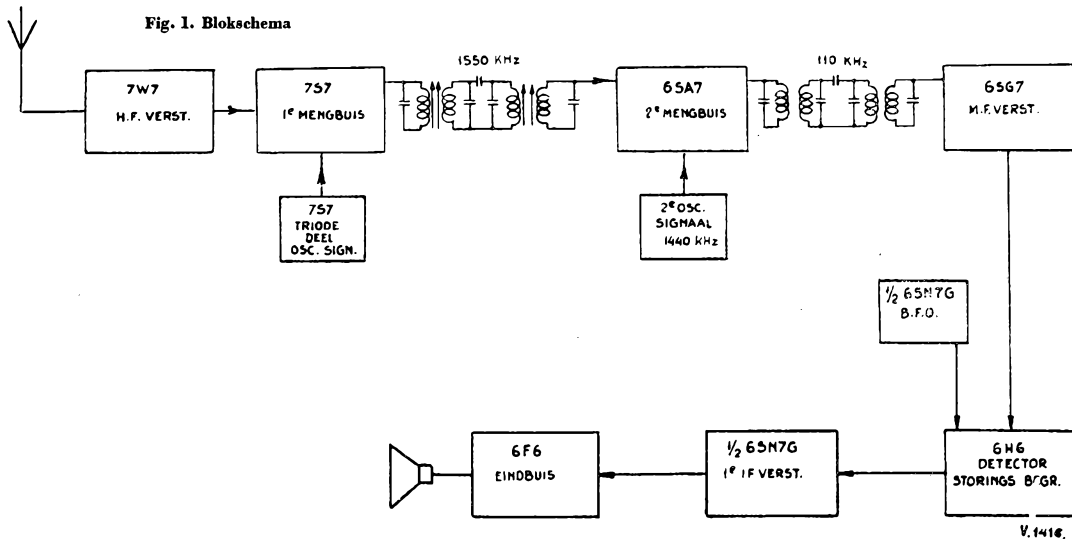 Fig. 1. Blokschema
1550 KHz
110 KHz
7W7
H.F. VERST.
7S7
1e MENGBUIS
6SA7
2e MENGBUIS
6SG7
M.F. VERST.
7S7
TRIODE
DEEL
OSC. SIGN.
2e OSC.
SIGNAAL
1440 KHz
1/2 6SN7G
B.F.O.
6F6
EINDBUIS
1/2 6SN7G
1e lF VERST.
6H6
DETECTOR
STORINGS BEGR.
V.1416.